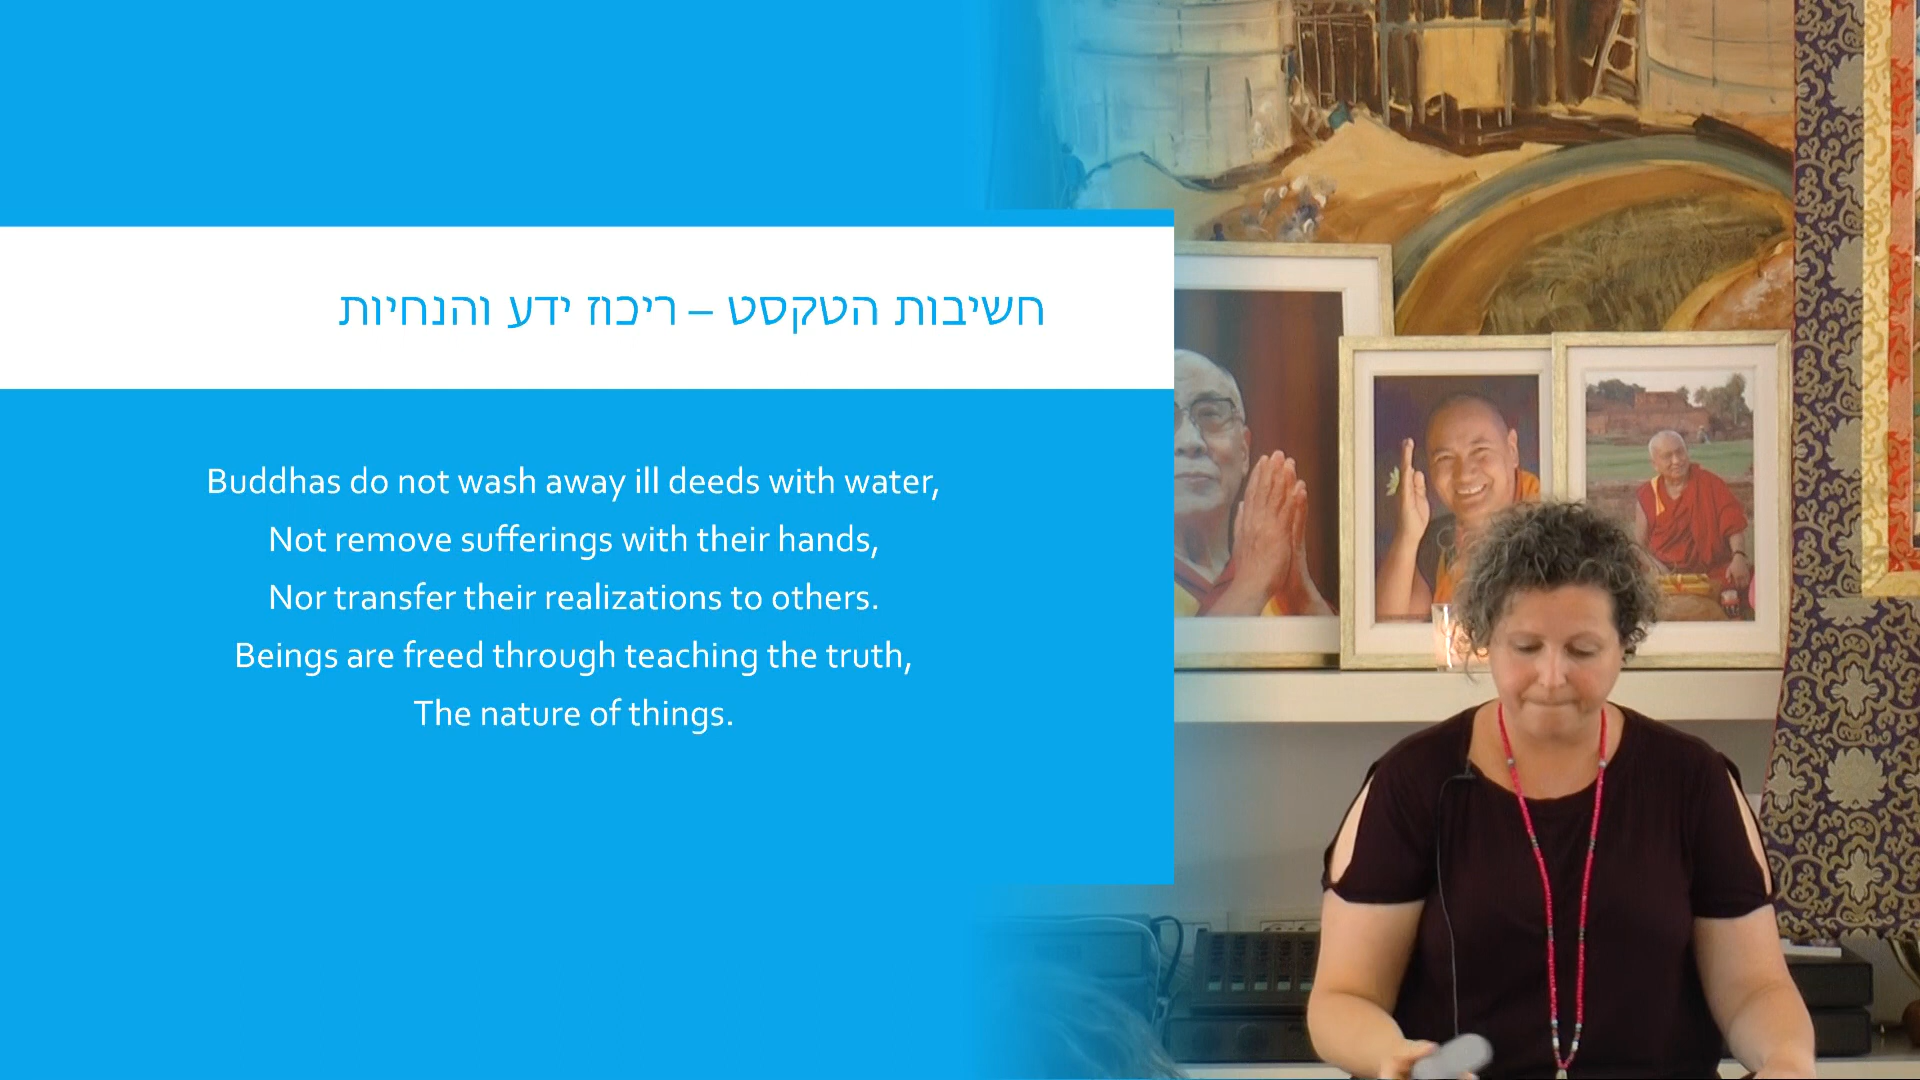 חשיבות הטקסט – ריכוז ידע והנחיות
Buddhas do not wash away ill deeds with water,
Not remove sufferings with their hands,
Nor transfer their realizations to others.
Beings are freed through teaching the truth,
The nature of things.